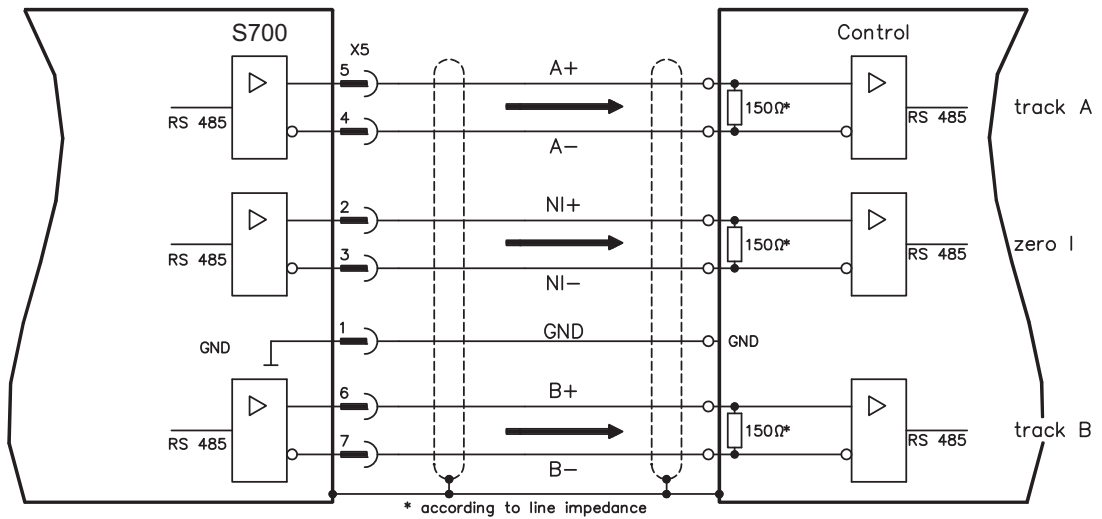 S700
Control
X5
5
A+
RS 485
4
150Ω*
RS 485
track A
A-
2
NI+
RS 485
3
150Ω*
RS 485
zero I
NI-
GND
1
GND
GND
6
B+
RS 485
7
150Ω*
RS 485
track B
B-
* according to line impedance